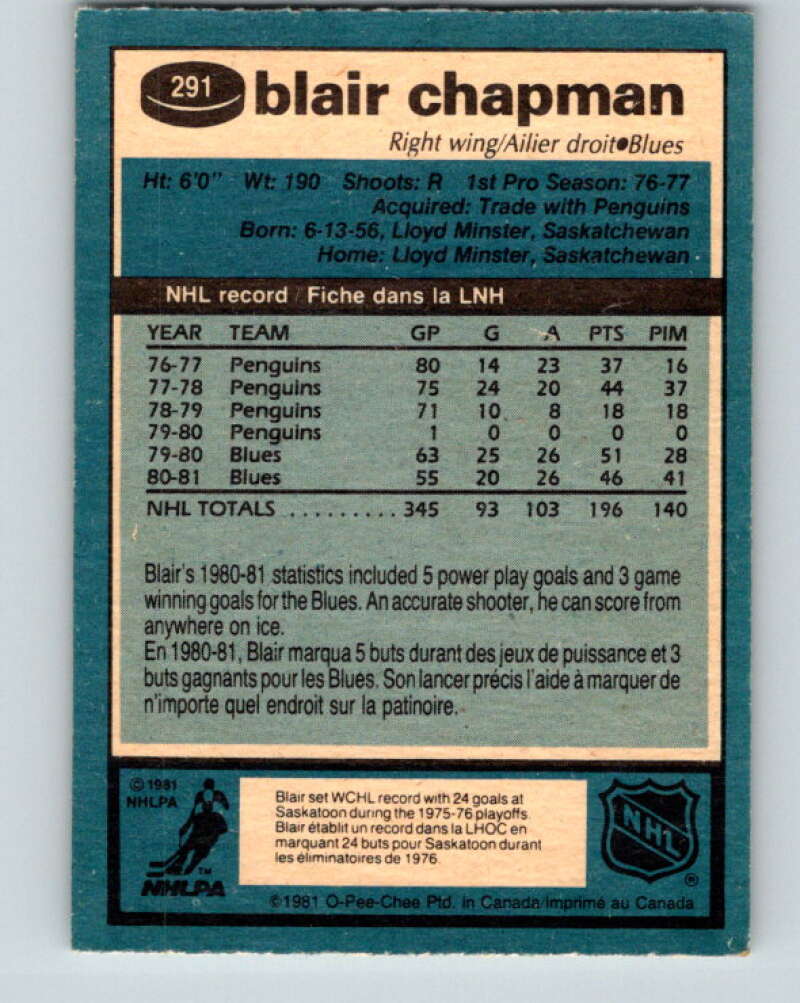 291 blair chapman
Right wing/Ailier droit•Blues
Ht: 6'0" Wt: 190 Shoots: R 1st Pro Season: 76-77
Acquired: Trade with Penguins
Born: 6-13-56, Lloyd Minster, Saskatchewan
Home: Lloyd Minster, Saskatchewan
NHL record / Fiche dans la LNH
YEAR TEAM GP G A PTS PIM
76-77 Penguins 80 14 23 37 16
77-78 Penguins 75 24 20 44 37
78-79 Penguins 71 10 8 18 18
79-80 Penguins 1 0 0 0 0
79-80 Blues 63 25 26 51 28
80-81 Blues 55 20 26 46 41
NHL TOTALS ......... 345 93 103 196 140
Blair's 1980-81 statistics included 5 power play goals and 3 game
winning goals for the Blues. An accurate shooter, he can score from
anywhere on ice.
En 1980-81, Blair marqua 5 buts durant des jeux de puissance et 3
buts gagnants pour les Blues. Son lancer précis l'aide à marquer de
n'importe quel endroit sur la patinoire.
© 1981
NHLPA
TM
NHLPA
Blair set WCHL record with 24 goals at
Saskatoon during the 1975-76 playoffs.
Blair établit un record dans la LHOC en
marquant 24 buts pour Saskatoon durant
les éliminatoires de 1976.
NHL
®
©1981 O-Pee-Chee Ptd. in Canada/Imprimé au Canada